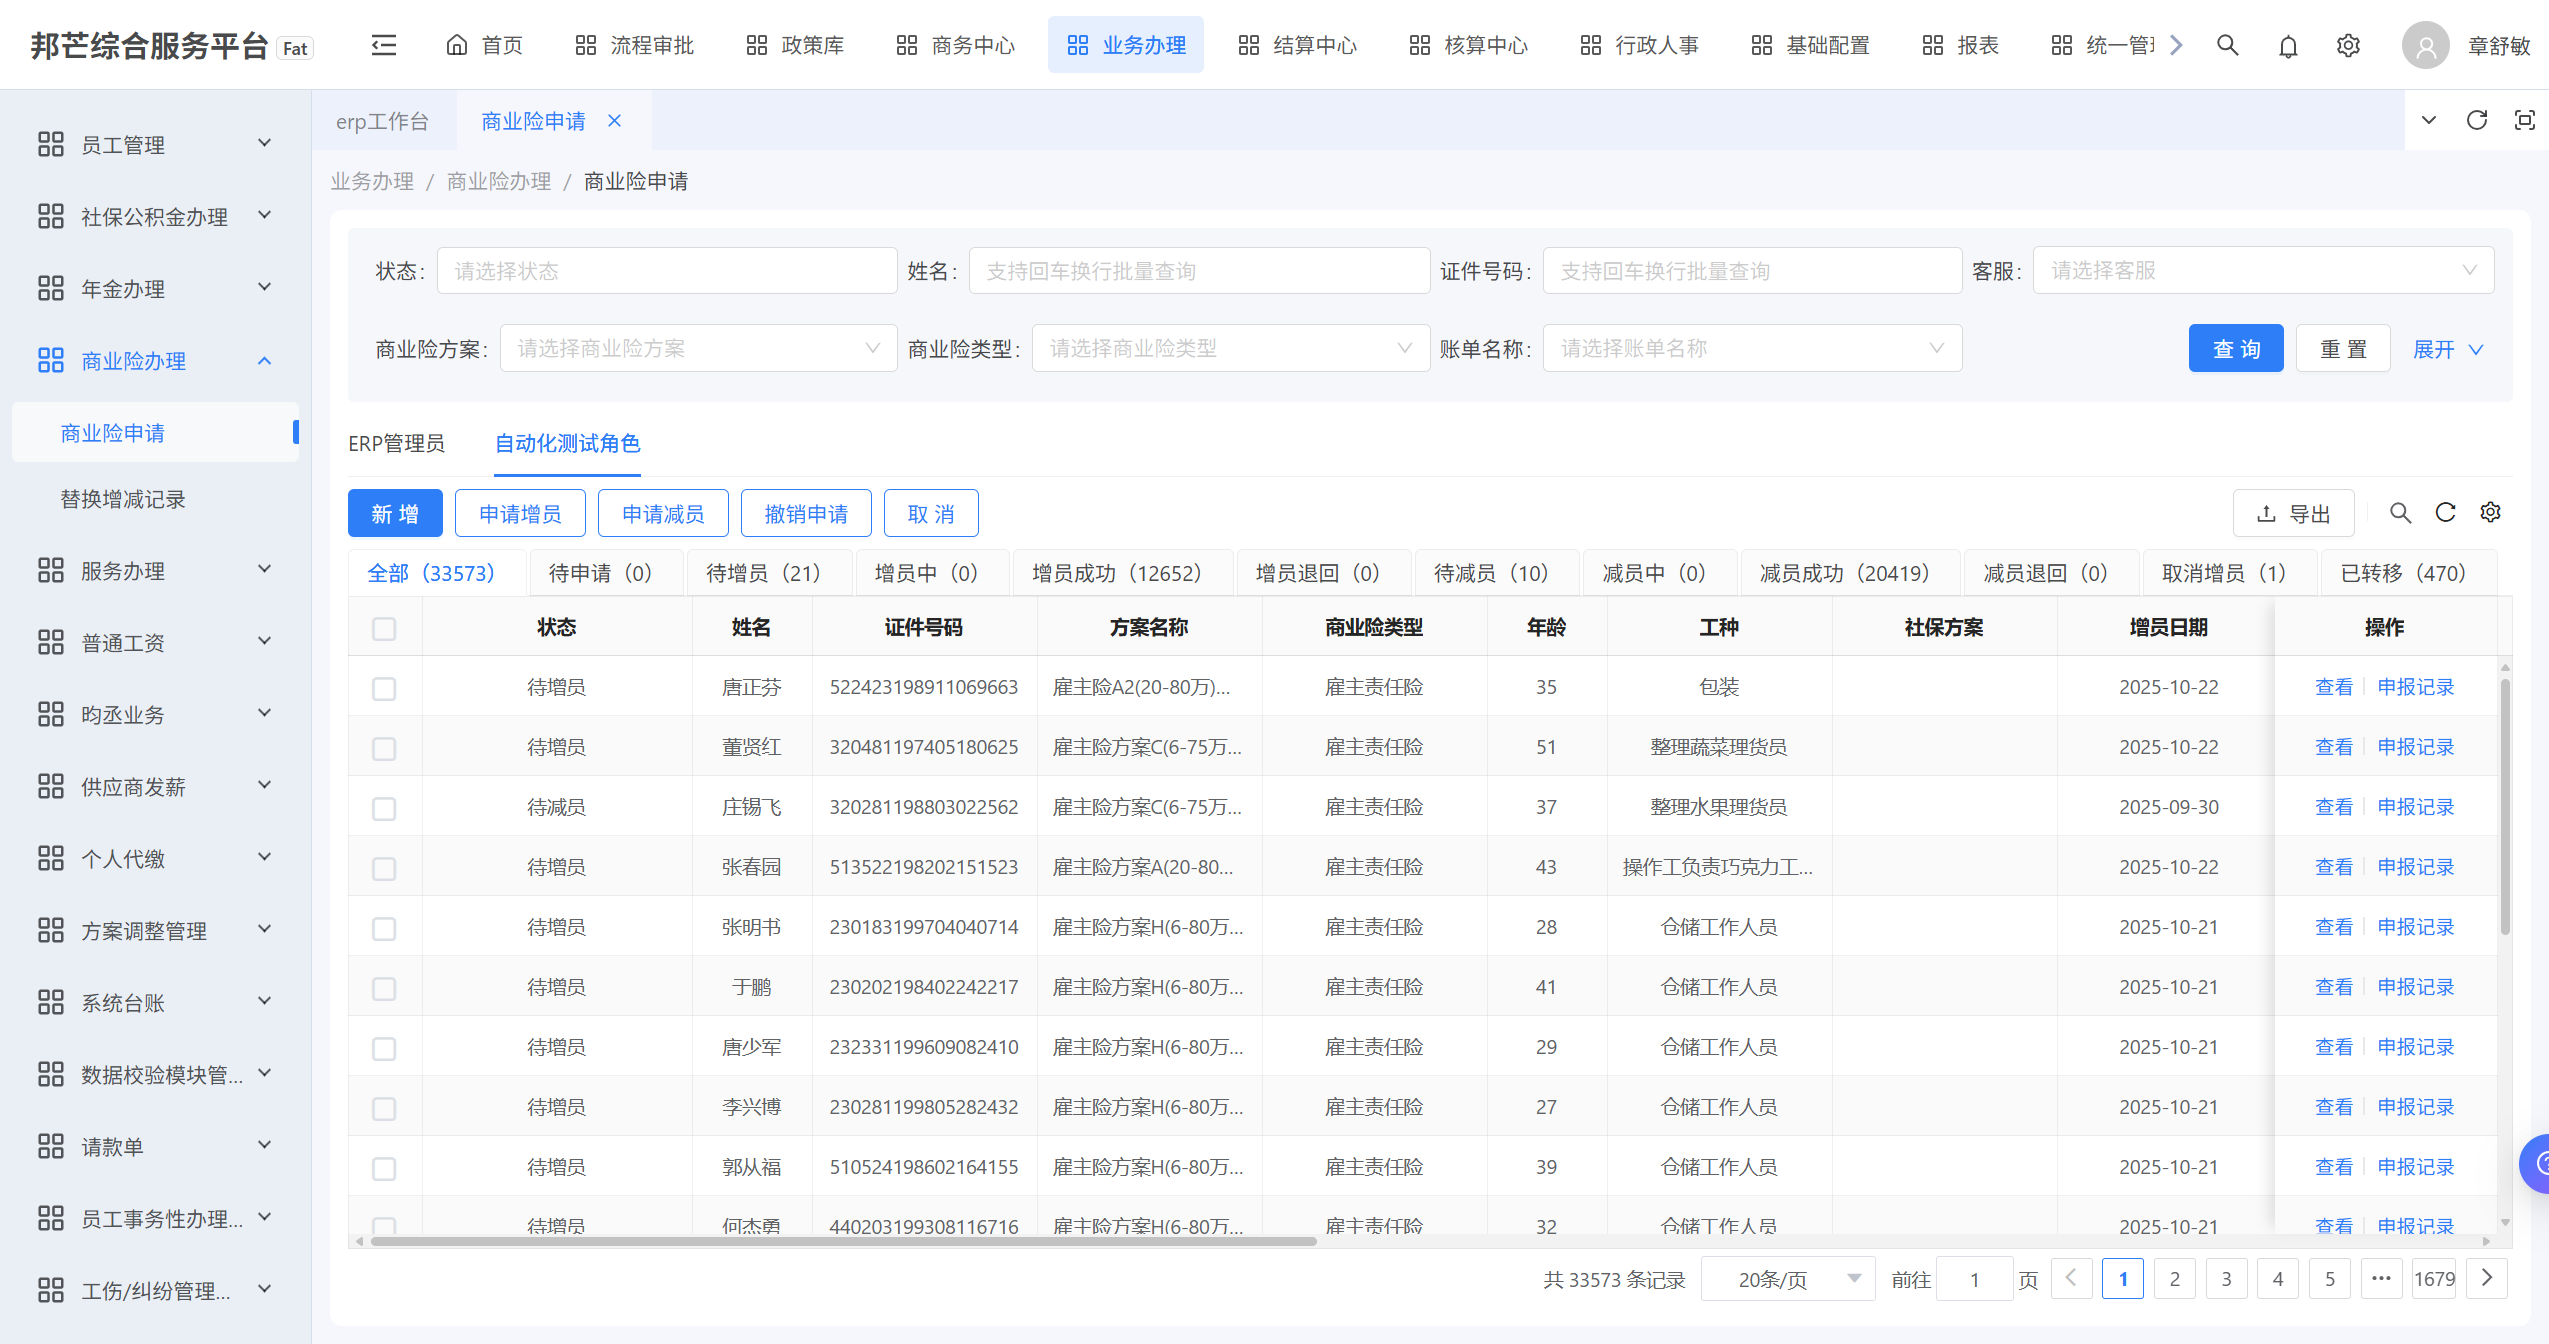 邦芒综合服务平台 Fat 首页 流程审批 政策库 商务中心 业务办理 结算中心 核算中心 行政人事 基础配置 报表 统一管 章舒敏
erp工作台 商业险申请
业务办理 / 商业险办理 / 商业险申请
员工管理
社保公积金办理
年金办理
商业险办理
商业险申请
替换增减记录
服务办理
普通工资
昀丞业务
供应商发薪
个人代缴
方案调整管理
系统台账
数据校验模块管...
请款单
员工事务性办理...
工伤/纠纷管理...
状态: 请选择状态 姓名: 支持回车换行批量查询 证件号码: 支持回车换行批量查询 客服: 请选择客服
商业险方案: 请选择商业险方案 商业险类型: 请选择商业险类型 账单名称: 请选择账单名称 查 询 重 置 展开
ERP管理员 自动化测试角色
新 增 申请增员 申请减员 撤销申请 取 消 导出
全部（33573） 待申请（0） 待增员（21） 增员中（0） 增员成功（12652） 增员退回（0） 待减员（10） 减员中（0） 减员成功（20419） 减员退回（0） 取消增员（1） 已转移（470）
状态 姓名 证件号码 方案名称 商业险类型 年龄 工种 社保方案 增员日期 操作
待增员 唐正芬 522423198911069663 雇主险A2(20-80万)... 雇主责任险 35 包装 2025-10-22 查看 申报记录
待增员 董贤红 320481197405180625 雇主险方案C(6-75万... 雇主责任险 51 整理蔬菜理货员 2025-10-22 查看 申报记录
待减员 庄锡飞 320281198803022562 雇主险方案C(6-75万... 雇主责任险 37 整理水果理货员 2025-09-30 查看 申报记录
待增员 张春园 513522198202151523 雇主险方案A(20-80... 雇主责任险 43 操作工负责巧克力工... 2025-10-22 查看 申报记录
待增员 张明书 230183199704040714 雇主险方案H(6-80万... 雇主责任险 28 仓储工作人员 2025-10-21 查看 申报记录
待增员 于鹏 230202198402242217 雇主险方案H(6-80万... 雇主责任险 41 仓储工作人员 2025-10-21 查看 申报记录
待增员 唐少军 232331199609082410 雇主险方案H(6-80万... 雇主责任险 29 仓储工作人员 2025-10-21 查看 申报记录
待增员 李兴博 230281199805282432 雇主险方案H(6-80万... 雇主责任险 27 仓储工作人员 2025-10-21 查看 申报记录
待增员 郭从福 510524198602164155 雇主险方案H(6-80万... 雇主责任险 39 仓储工作人员 2025-10-21 查看 申报记录
待增员 何杰勇 440203199308116716 雇主险方案H(6-80万... 雇主责任险 32 仓储工作人员 2025-10-21 查看 申报记录
共 33573 条记录 20条/页 前往 1 页 1 2 3 4 5 ••• 1679